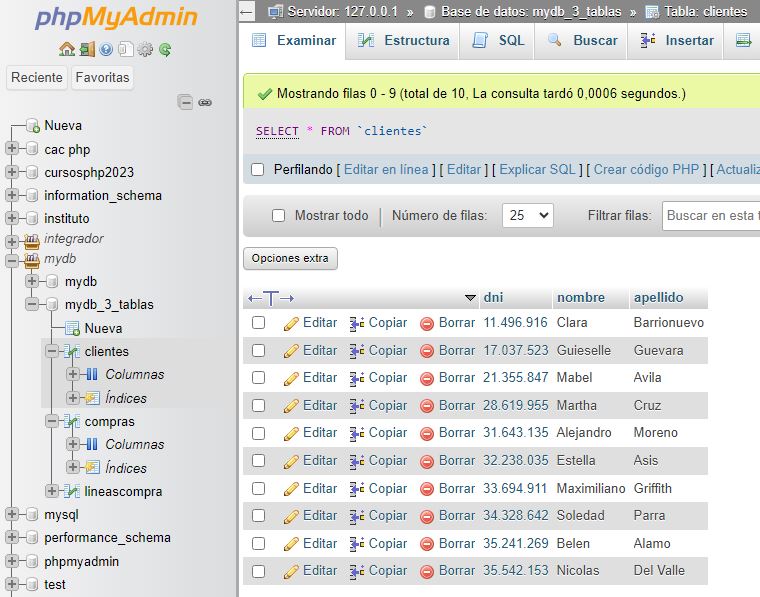 phpMyAdmin
Reciente Favoritas
Nueva
cac php
cursosphp2023
information_schema
instituto
integrador
mydb
mydb
mydb_3_tablas
Nueva
clientes
Columnas
Índices
compras
Columnas
Índices
lineascompra
mysql
performance_schema
phpmyadmin
test
Servidor: 127.0.0.1 » Base de datos: mydb_3_tablas » Tabla: clientes
Examinar Estructura SQL Buscar Insertar
Mostrando filas 0 - 9 (total de 10, La consulta tardó 0,0006 segundos.)
SELECT * FROM `clientes`
Perfilando [ Editar en línea ] [ Editar ] [ Explicar SQL ] [ Crear código PHP ] [ Actualiz
Mostrar todo Número de filas: 25 Filtrar filas: Buscar en esta t
Opciones extra
dni nombre apellido
Editar Copiar Borrar 11.496.916 Clara Barrionuevo
Editar Copiar Borrar 17.037.523 Guieselle Guevara
Editar Copiar Borrar 21.355.847 Mabel Avila
Editar Copiar Borrar 28.619.955 Martha Cruz
Editar Copiar Borrar 31.643.135 Alejandro Moreno
Editar Copiar Borrar 32.238.035 Estella Asis
Editar Copiar Borrar 33.694.911 Maximiliano Griffith
Editar Copiar Borrar 34.328.642 Soledad Parra
Editar Copiar Borrar 35.241.269 Belen Alamo
Editar Copiar Borrar 35.542.153 Nicolas Del Valle